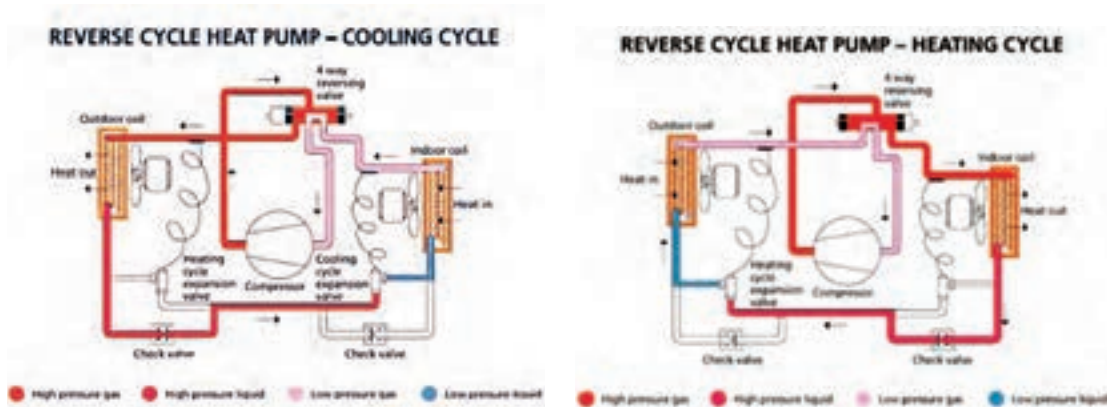 REVERSE CYCLE HEAT PUMP – COOLING CYCLE
4 way
reversing
valve
Outdoor coil
Indoor coil
Heat out
Heat in
Heating
cycle
expansion
valve
Compressor
Cooling
cycle
expansion
valve
Check valve
Check valve
High pressure gas
High pressure liquid
Low pressure gas
Low pressure liquid
REVERSE CYCLE HEAT PUMP – HEATING CYCLE
4 way
reversing
valve
Outdoor coil
Indoor coil
Heat in
Heat out
Heating
cycle
expansion
valve
Compressor
Check valve
Check valve
High pressure gas
High pressure liquid
Low pressure gas
Low pressure liquid